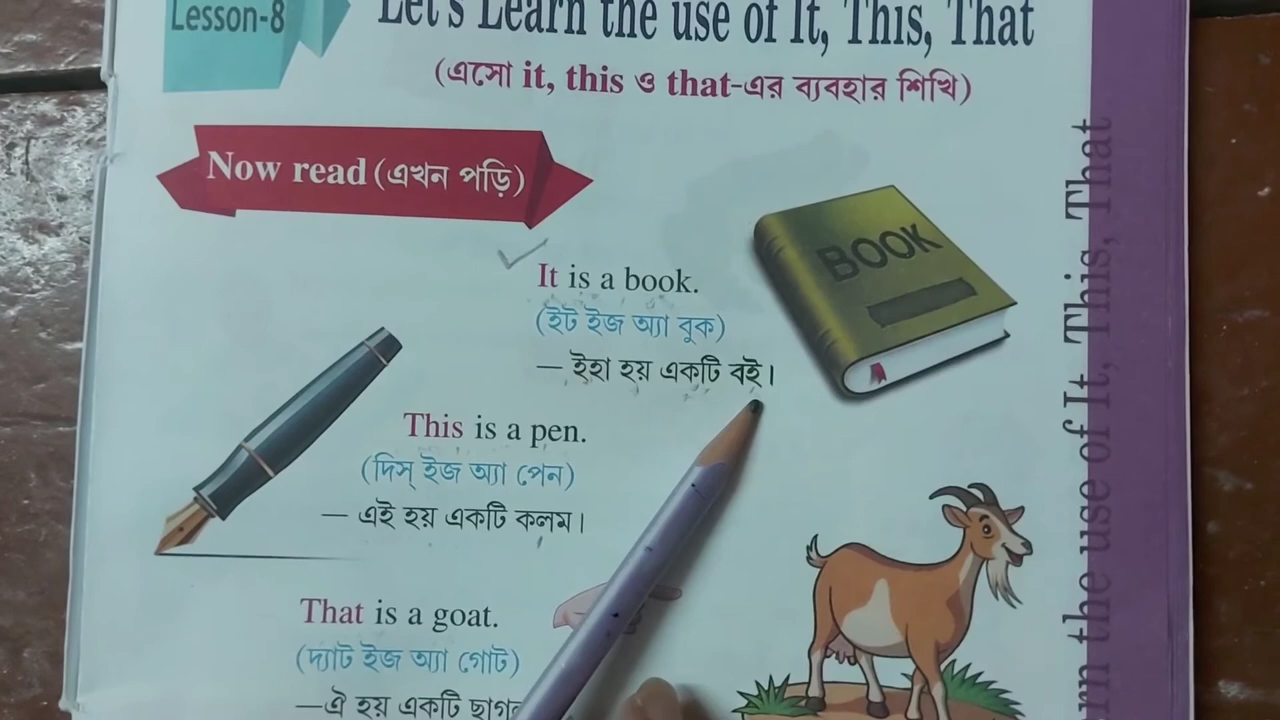 Lesson-8
Let's Learn the use of It, This, That
(এসো it, this ও that-এর ব্যবহার শিখি)
Now read (এখন পড়ি)
It is a book.
(ইট ইজ অ্যা বুক)
— ইহা হয় একটি বই।
BOOK
This is a pen.
(দিস্ ইজ অ্যা পেন)
— এই হয় একটি কলম।
That is a goat.
(দ্যাট ইজ অ্যা গোট)
—ঐ হয় একটি
the use of It, This, That